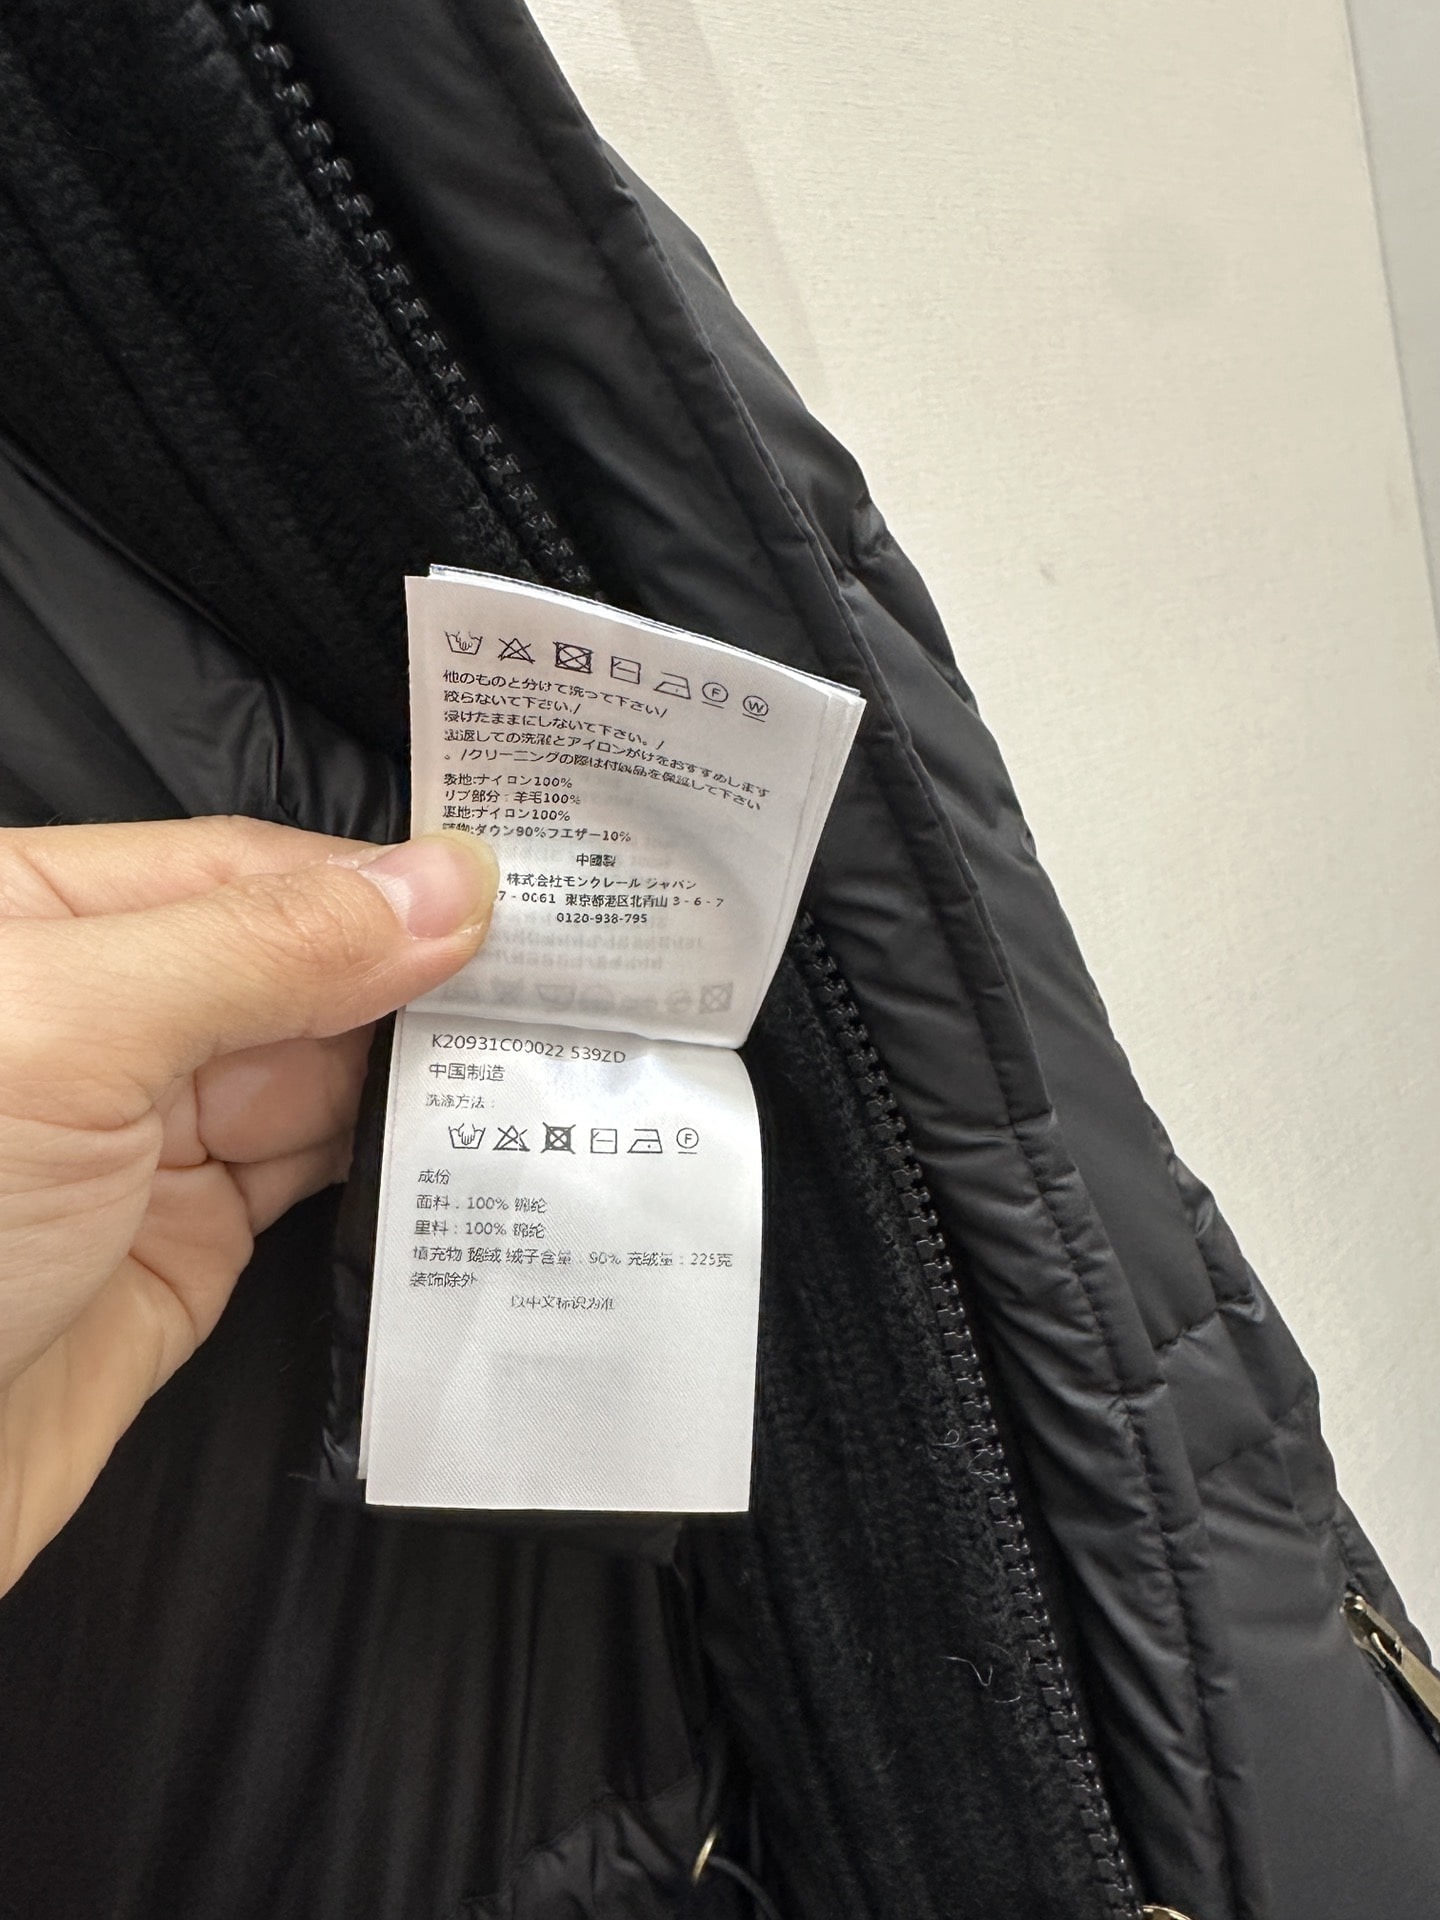 F W
他のものと分けて洗って下さい/
絞らないで下さい./
浸けたままにしないで下さい。/
裏返しての洗濯とアイロンがけをおすすめします
。/クリーニングの際は付属品を保護して下さい
表地:ナイロン100%
リブ部分:羊毛100%
裏地:ナイロン100%
ダウン90%フエザー10%
中國製
株式会社モンクレール ジャパン
7-0061 東京都港区北青山 3-6-7
0120-938-795
K20931C00022 539ZD
中国制造
洗涤方法:
F
成份
面料:100% 锦纶
里料:100% 锦纶
填充物 鹅绒 绒子含量:90% 充绒量:225克
装饰除外
以中文标识为准